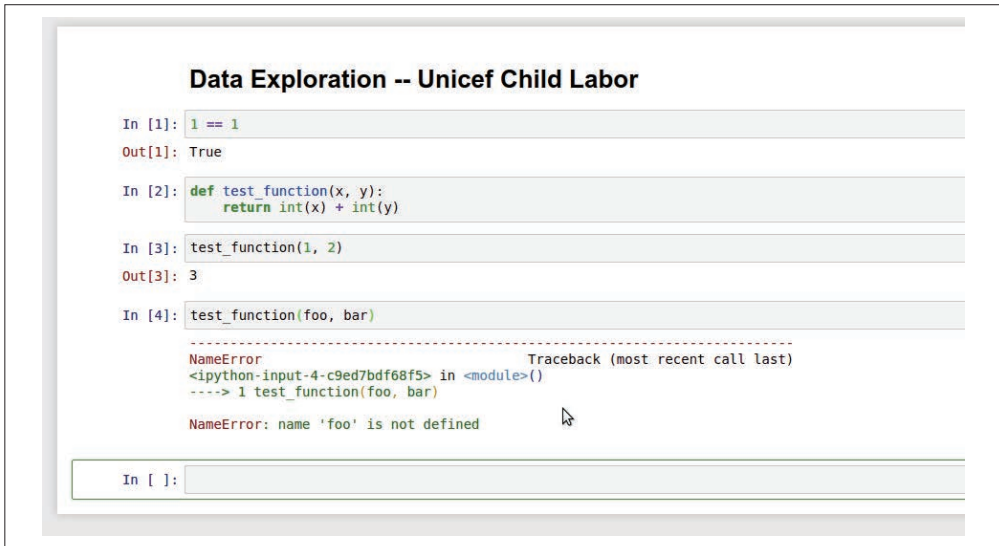 Data Exploration -- Unicef Child Labor
In [1]: 1 == 1
Out[1]: True
In [2]: def test_function(x, y):
return int(x) + int(y)
In [3]: test_function(1, 2)
Out[3]: 3
In [4]: test_function(foo, bar)
---------------------------------------------------------------------------
NameError Traceback (most recent call last)
<ipython-input-4-c9ed7bdf68f5> in <module>()
----> 1 test_function(foo, bar)
NameError: name 'foo' is not defined
In [ ]: